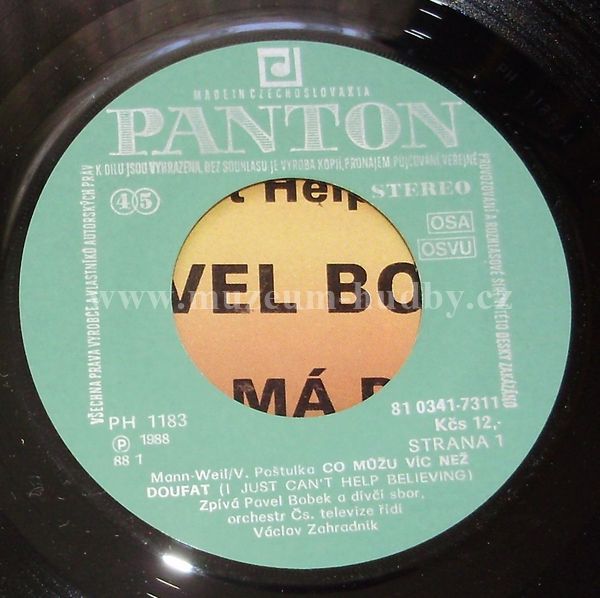 MADE IN CZECHOSLOVAKIA
PANTON
VŠECHNA PRÁVA VÝROBCE A VLASTNÍKŮ AUTORSKÝCH PRÁV
K DÍLU JSOU VYHRAZENA. BEZ SOUHLASU JE VÝROBA KOPIÍ, PRONÁJEM, PŮJČOVÁNÍ, VEŘEJNÉ
PROVOZOVÁNÍ A ROZHLASOVÉ ŠÍŘENÍ TÉTO DESKY ZAKÁZÁNO
45
STEREO
OSA
OSVU
t Help
VEL BO
MÁ
www.muzeum-hudby.cz
PH 1183
Ⓟ 1988
88 1
81 0341-7311
Kčs 12,-
STRANA 1
Mann-Weil/V. Poštulka CO MŮŽU VÍC NEŽ
DOUFAT (I JUST CAN'T HELP BELIEVING)
Zpívá Pavel Bobek a dívčí sbor,
orchestr Čs. televize řídí
Václav Zahradník